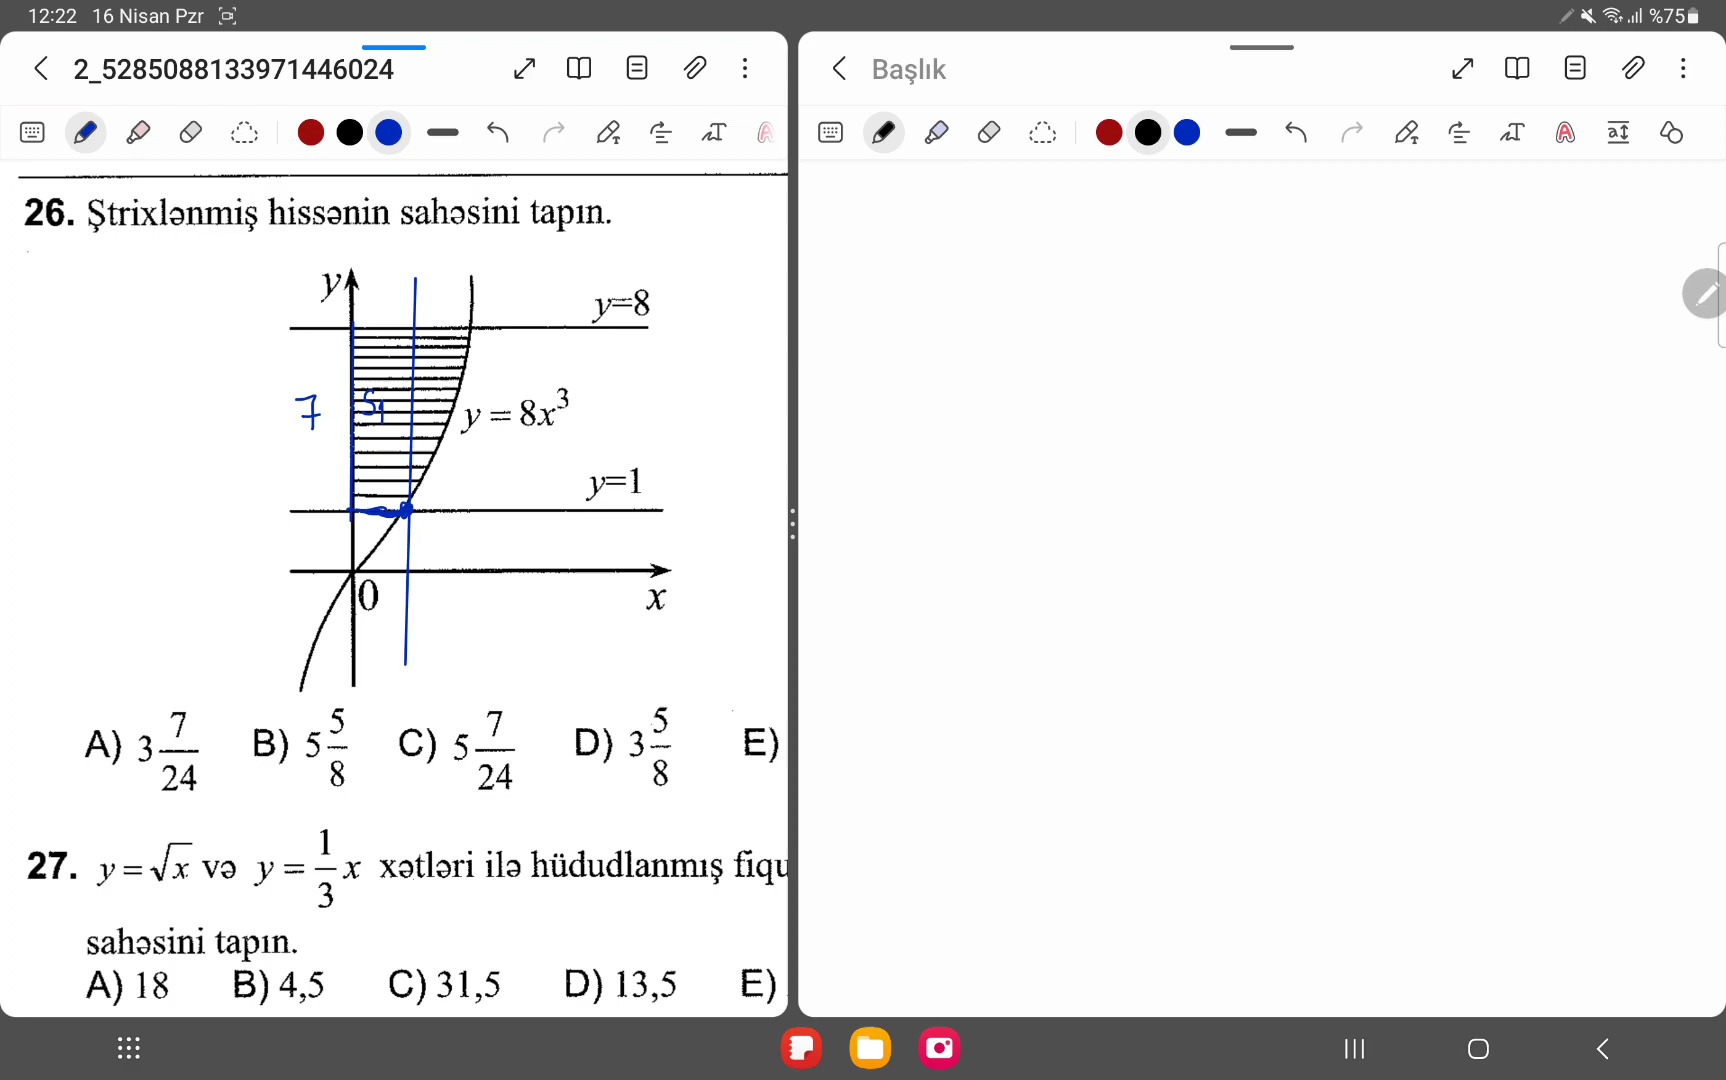 12:22 16 Nisan Pzr
%75
2_5285088133971446024
Başlık
26. Ştrixlənmiş hissənin sahəsini tapın.
y
y=8
7
S₁
y = 8x³
y=1
0
x
A) 3 7/24 B) 5 5/8 C) 5 7/24 D) 3 5/8 E)
27. y = √x və y = 1/3 x xətləri ilə hüdudlanmış fiqu
sahəsini tapın.
A) 18 B) 4,5 C) 31,5 D) 13,5 E)